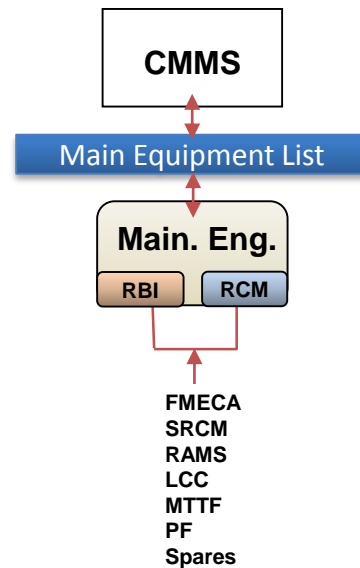 CMMS
Main Equipment List
Main. Eng.
RBI
RCM
FMECA
SRCM
RAMS
LCC
MTTF
PF
Spares